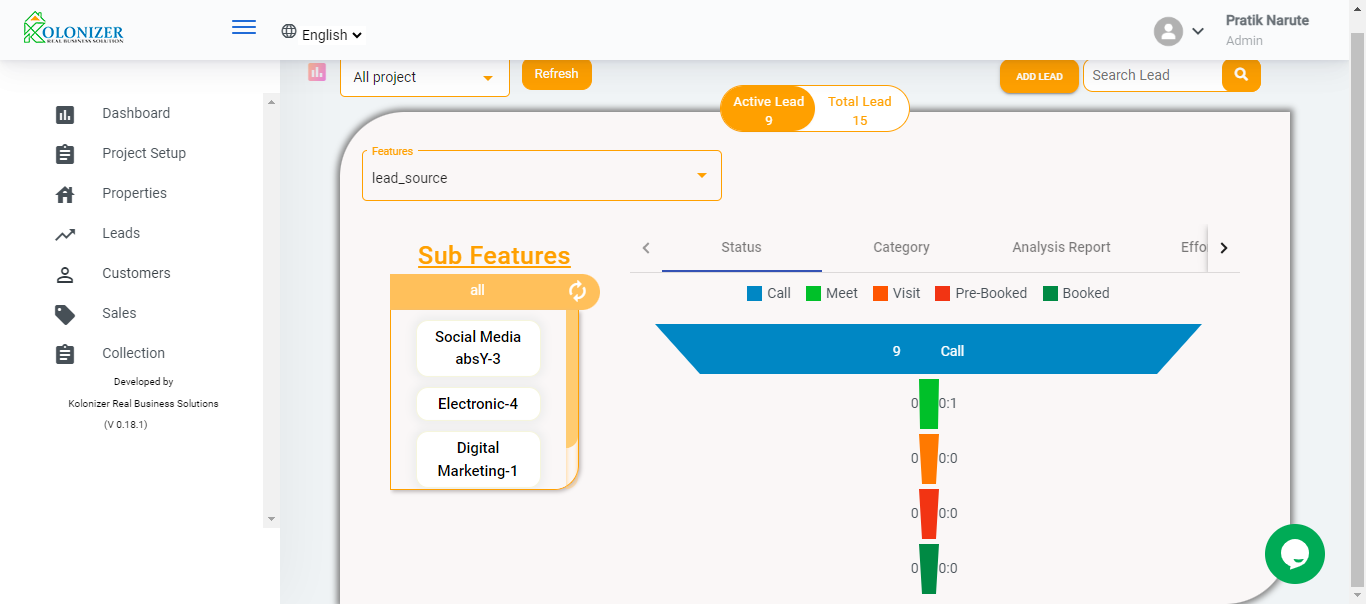 KOLONIZER
REAL BUSINESS SOLUTION
English
Pratik Narute
Admin
All project
Refresh
ADD LEAD
Search Lead
Active Lead
9
Total Lead
15
Dashboard
Project Setup
Properties
Leads
Customers
Sales
Collection
Developed by
Kolonizer Real Business Solutions
(V 0.18.1)
Features
lead_source
Sub Features
all
Social Media
absY-3
Electronic-4
Digital
Marketing-1
Status
Category
Analysis Report
Effo
Call
Meet
Visit
Pre-Booked
Booked
9 Call
0 0:1
0 0:0
0 0:0
0 0:0